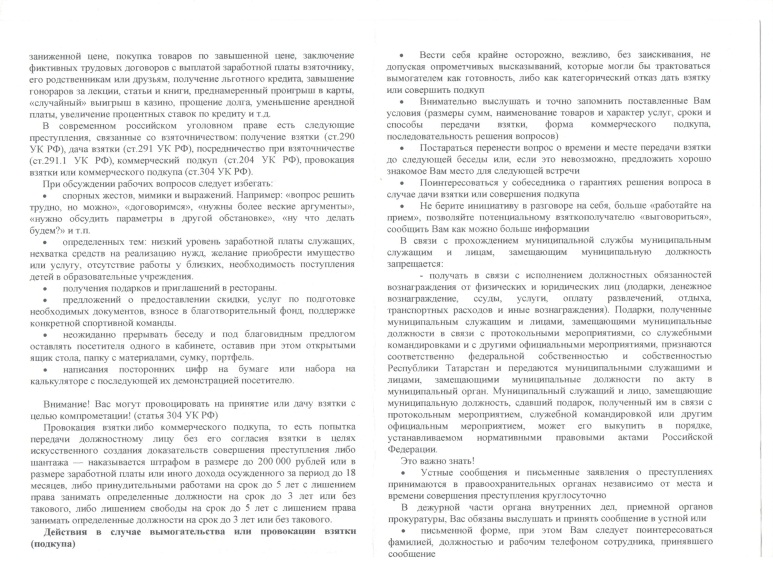 заниженной цене, покупка товаров по завышенной цене, заключение
фиктивных трудовых договоров с выплатой заработной платы взяточнику,
его родственникам или друзьям, получение льготного кредита, завышение
гонораров за лекции, статьи и книги, преднамеренный проигрыш в карты,
«случайный» выигрыш в казино, прощение долга, уменьшение арендной
платы, увеличение процентных ставок по кредиту и т.д.
В современном российском уголовном праве есть следующие
преступления, связанные со взяточничеством: получение взятки (ст.290
УК РФ), дача взятки (ст.291 УК РФ), посредничество при взяточничестве
(ст.291.1 УК РФ), коммерческий подкуп (ст.204 УК РФ), провокация
взятки или коммерческого подкупа (ст.304 УК РФ).
При обсуждении рабочих вопросов следует избегать:
• спорных жестов, мимики и выражений. Например: «вопрос решить
трудно, но можно», «договоримся», «нужны более веские аргументы»,
«нужно обсудить параметры в другой обстановке», «ну что делать
будем?» и т.п.
• определенных тем: низкий уровень заработной платы служащих,
нехватка средств на реализацию нужд, желание приобрести имущество
или услугу, отсутствие работы у близких, необходимость поступления
детей в образовательные учреждения.
• получения подарков и приглашений в рестораны.
• предложений о предоставлении скидки, услуг по подготовке
необходимых документов, взносе в благотворительный фонд, поддержке
конкретной спортивной команды.
• неожиданно прерывать беседу и под благовидным предлогом
оставлять посетителя одного в кабинете, оставив при этом открытыми
ящик стола, папку с материалами, сумку, портфель.
• написания посторонних цифр на бумаге или набора на
калькуляторе с последующей их демонстрацией посетителю.
Внимание! Вас могут провоцировать на принятие или дачу взятки с
целью компрометации! (статья 304 УК РФ)
Провокация взятки либо коммерческого подкупа, то есть попытка
передачи должностному лицу без его согласия взятки в целях
искусственного создания доказательств совершения преступления либо
шантажа — наказывается штрафом в размере до 200 000 рублей или в
размере заработной платы или иного дохода осужденного за период до 18
месяцев, либо принудительными работами на срок до 5 лет с лишением
права занимать определенные должности на срок до 3 лет или без
такового, либо лишением свободы на срок до 5 лет с лишением права
занимать определенные должности на срок до 3 лет или без такового.
Действия в случае вымогательства или провокации взятки
(подкупа)
• Вести себя крайне осторожно, вежливо, без заискивания, не
допуская опрометчивых высказываний, которые могли бы трактоваться
вымогателем как готовность, либо как категорический отказ дать взятку
или совершить подкуп
• Внимательно выслушать и точно запомнить поставленные Вам
условия (размеры сумм, наименование товаров и характер услуг, сроки и
способы передачи взятки, форма коммерческого подкупа,
последовательность решения вопросов)
• Постараться перенести вопрос о времени и месте передачи взятки
до следующей беседы или, если это невозможно, предложить хорошо
знакомое Вам место для следующей встречи
• Поинтересоваться у собеседника о гарантиях решения вопроса в
случае дачи взятки или совершения подкупа
• Не берите инициативу в разговоре на себя, больше «работайте на
прием», позволяйте потенциальному взяткополучателю «выговориться»,
сообщить Вам как можно больше информации
В связи с прохождением муниципальной службы муниципальным
служащим и лицам, замещающим муниципальную должность
запрещается:
- получать в связи с исполнением должностных обязанностей
вознаграждения от физических и юридических лиц (подарки, денежное
вознаграждение, ссуды, услуги, оплату развлечений, отдыха,
транспортных расходов и иные вознаграждения). Подарки, полученные
муниципальным служащим и лицами, замещающими муниципальные
должности в связи с протокольными мероприятиями, со служебными
командировками и с другими официальными мероприятиями, признаются
соответственно федеральной собственностью и собственностью
Республики Татарстан и передаются муниципальными служащими и
лицами, замещающими муниципальные должности по акту в
муниципальный орган. Муниципальный служащий и лицо, замещающие
муниципальную должность, сдавший подарок, полученный им в связи с
протокольным мероприятием, служебной командировкой или другим
официальным мероприятием, может его выкупить в порядке,
устанавливаемом нормативными правовыми актами Российской
Федерации.
Это важно знать!
• Устные сообщения и письменные заявления о преступлениях
принимаются в правоохранительных органах независимо от места и
времени совершения преступления круглосуточно
В дежурной части органа внутренних дел, приемной органов
прокуратуры, Вас обязаны выслушать и принять сообщение в устной или
• письменной форме, при этом Вам следует поинтересоваться
фамилией, должностью и рабочим телефоном сотрудника, принявшего
сообщение